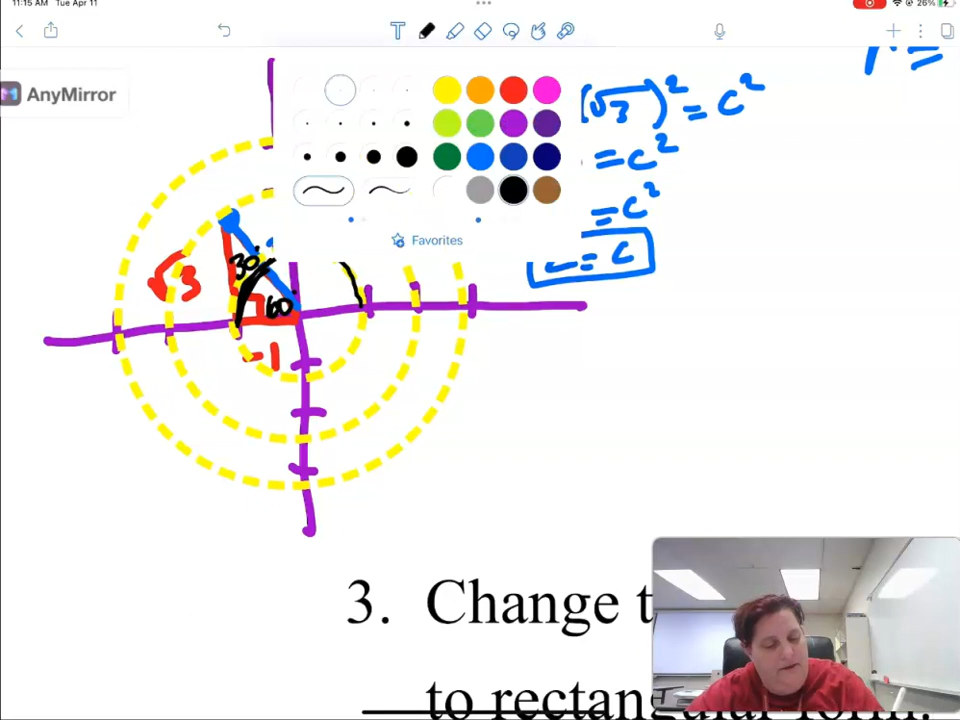 11:15 AM Tue Apr 11
26%
T
AnyMirror
(√3)² = c²
= c²
= c²
= c
Favorites
√3
30°
60°
-1
3. Change t
to rectangular form.